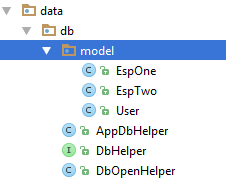 data
db
model
C EspOne
C EspTwo
C User
C AppDbHelper
I DbHelper
C DbOpenHelper